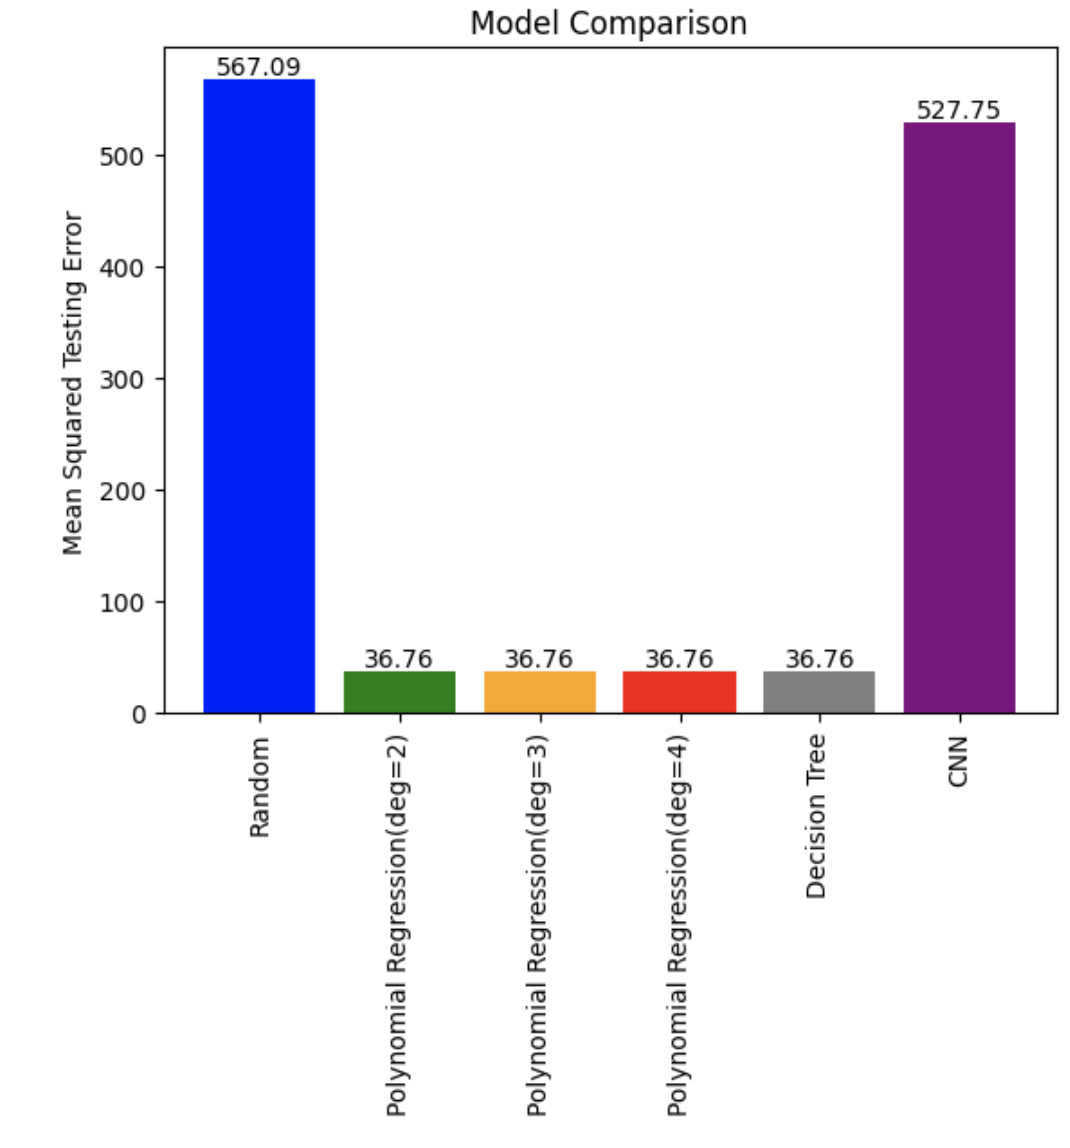 Model Comparison
567.09
527.75
36.76
36.76
36.76
36.76
Mean Squared Testing Error
500
400
300
200
100
0
Random
Polynomial Regression(deg=2)
Polynomial Regression(deg=3)
Polynomial Regression(deg=4)
Decision Tree
CNN